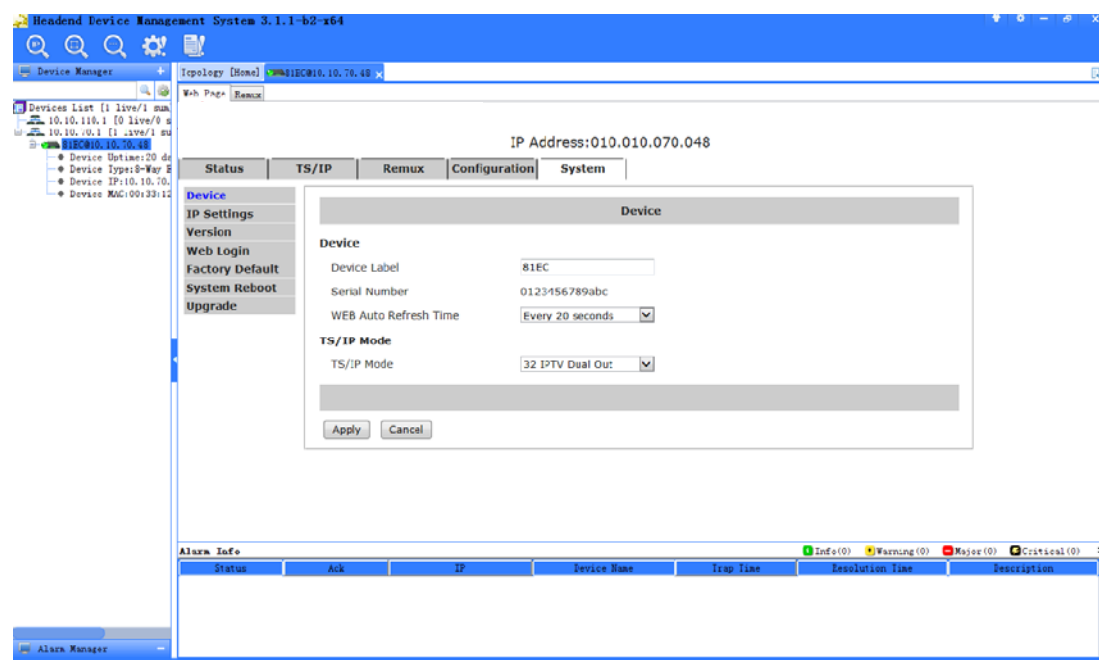 Headend Device Management System 3.1.1-b2-x64
Device Manager
Topology [Home] 81EC@10.10.70.48
Web Page Remux
Devices List [1 live/1 sum
10.10.110.1 [0 live/0 s
10.10.70.1 [1 live/1 su
81EC@10.10.70.48
Device Uptime:20 da
Device Type:8-Way E
Device IP:10.10.70.
Device MAC:00:33:12
IP Address:010.010.070.048
Status TS/IP Remux Configuration System
Device
IP Settings
Version
Web Login
Factory Default
System Reboot
Upgrade
Device
Device
Device Label 81EC
Serial Number 0123456789abc
WEB Auto Refresh Time Every 20 seconds
TS/IP Mode
TS/IP Mode 32 IPTV Dual Out
Apply Cancel
Alarm Info Info(0) Warning(0) Major(0) Critical(0)
Status Ack IP Device Name Trap Time Resolution Time Description
Alarm Manager